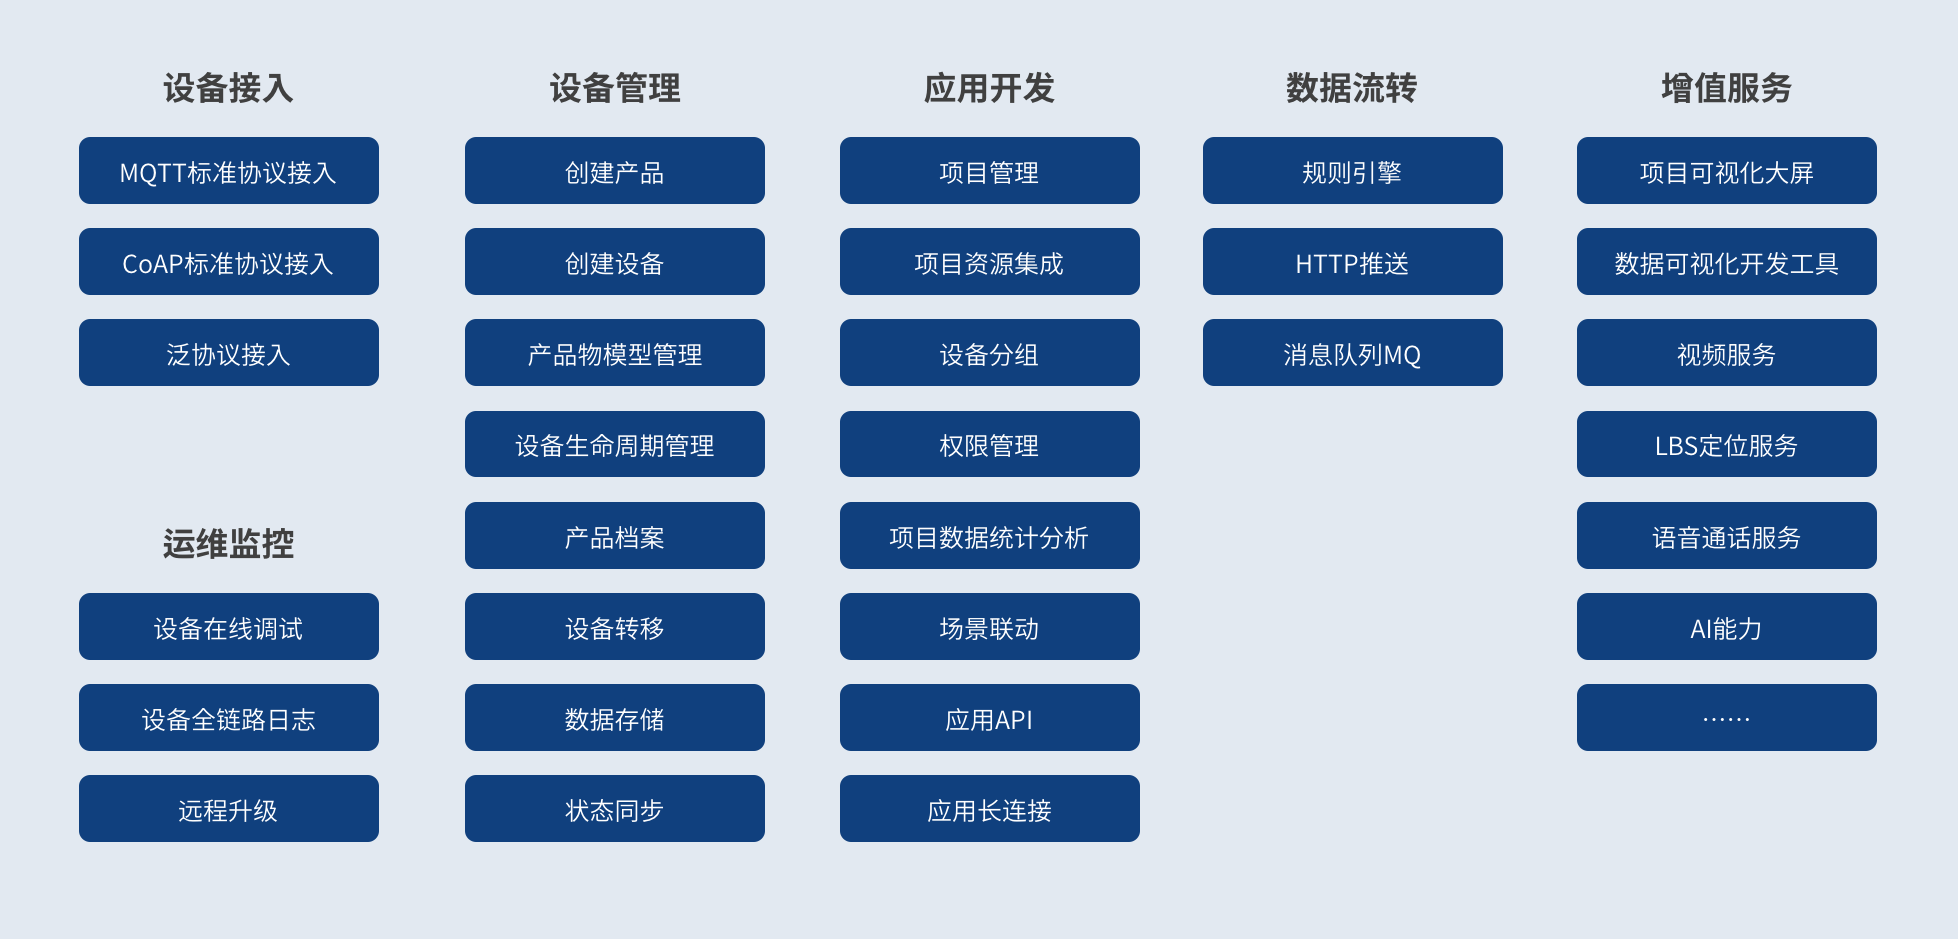 设备接入
MQTT标准协议接入
CoAP标准协议接入
泛协议接入
运维监控
设备在线调试
设备全链路日志
远程升级
设备管理
创建产品
创建设备
产品物模型管理
设备生命周期管理
产品档案
设备转移
数据存储
状态同步
应用开发
项目管理
项目资源集成
设备分组
权限管理
项目数据统计分析
场景联动
应用API
应用长连接
数据流转
规则引擎
HTTP推送
消息队列MQ
增值服务
项目可视化大屏
数据可视化开发工具
视频服务
LBS定位服务
语音通话服务
AI能力
……